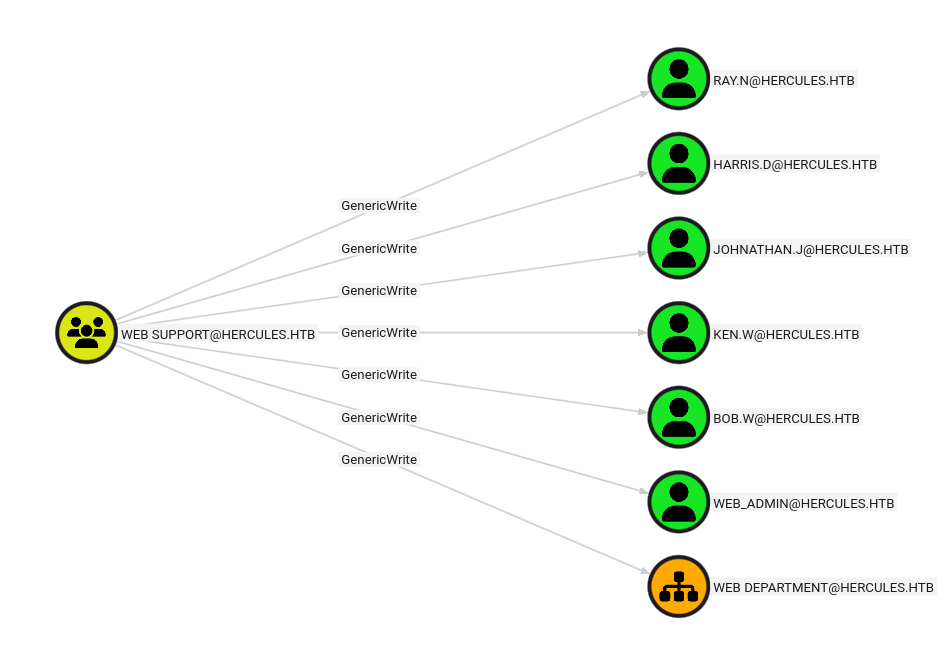 RAY.N@HERCULES.HTB
HARRIS.D@HERCULES.HTB
GenericWrite
GenericWrite
JOHNATHAN.J@HERCULES.HTB
GenericWrite
WEB SUPPORT@HERCULES.HTB
GenericWrite
KEN.W@HERCULES.HTB
GenericWrite
GenericWrite
BOB.W@HERCULES.HTB
GenericWrite
WEB_ADMIN@HERCULES.HTB
WEB DEPARTMENT@HERCULES.HTB